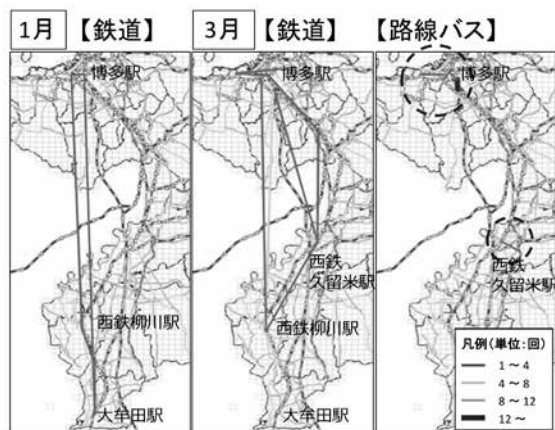 1月 【鉄道】
博多駅
西鉄柳川駅
大牟田駅
3月 【鉄道】
博多駅
西鉄
久留米駅
西鉄柳川駅
大牟田駅
【路線バス】
博多駅
西鉄
久留米駅
凡例(単位:回)
1～4
4～8
8～12
12～